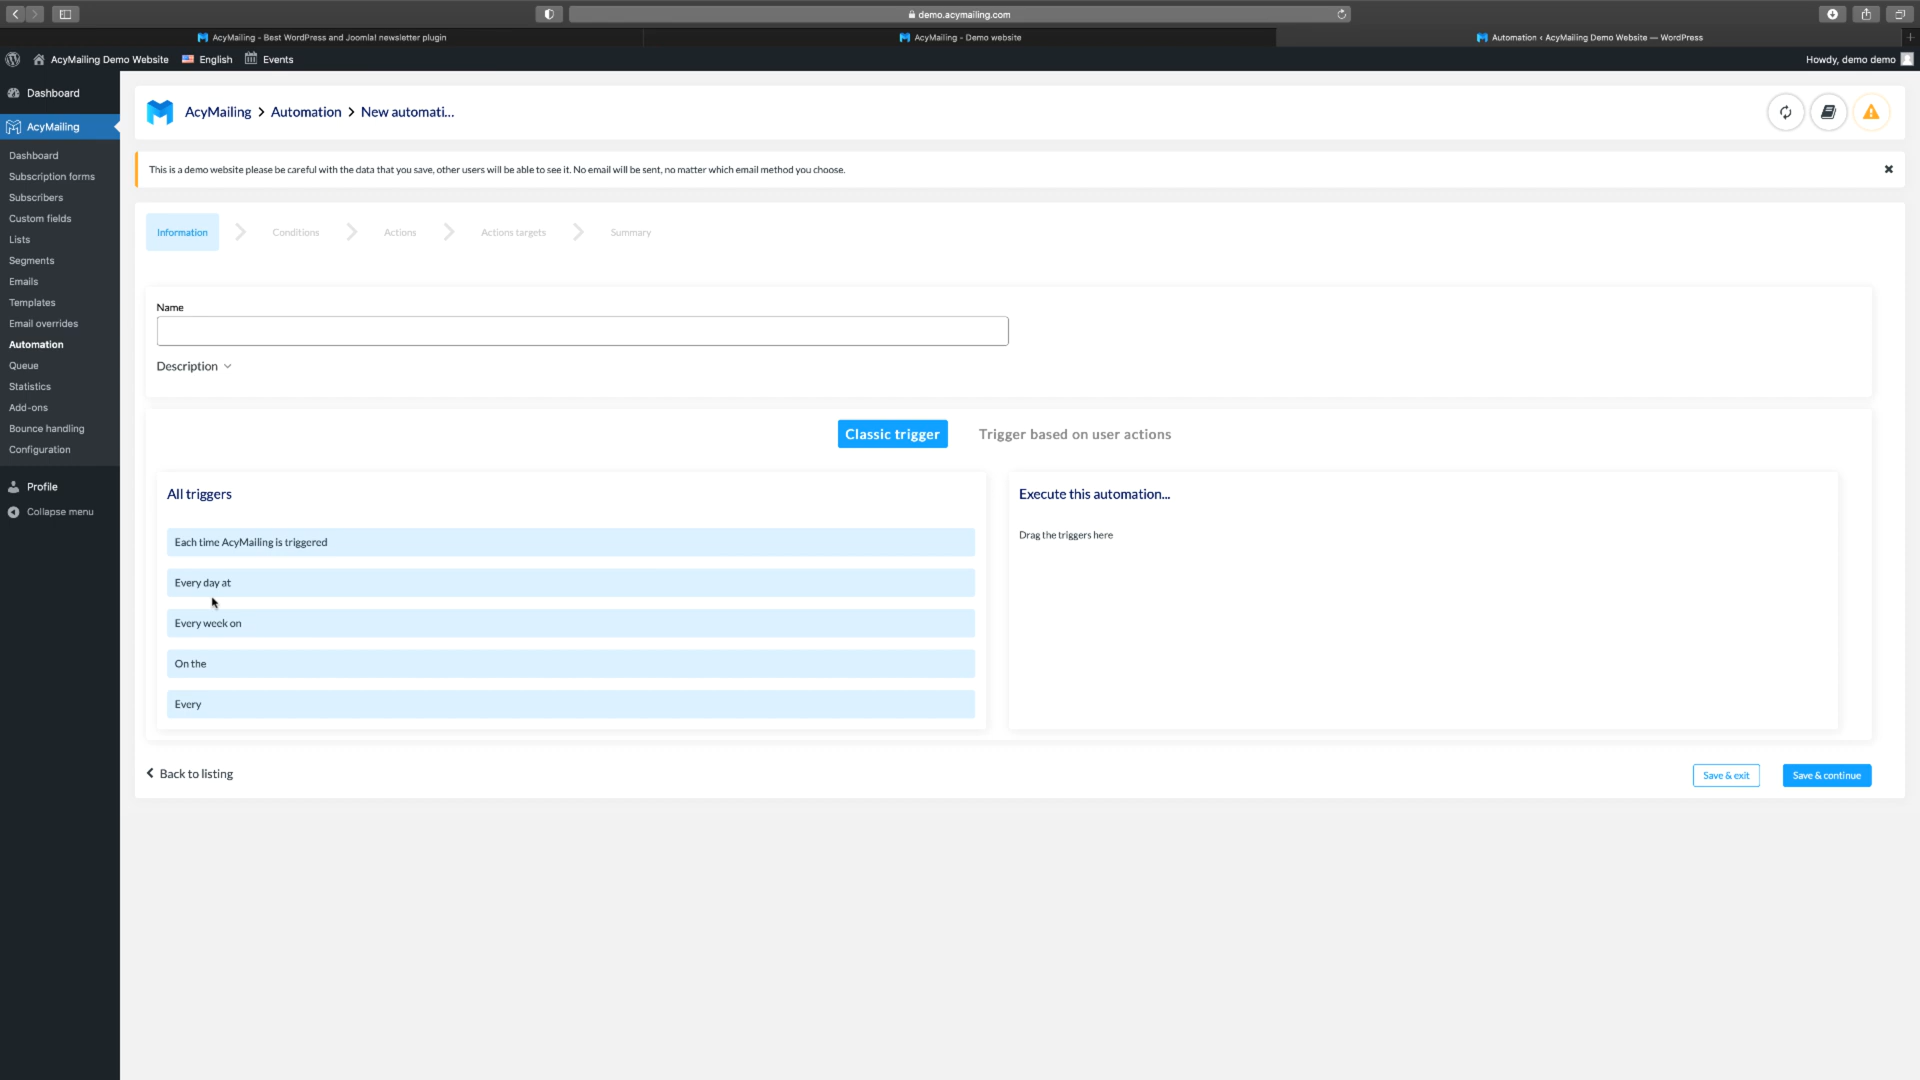 demo.acymailing.com
AcyMailing - Best WordPress and Joomla! newsletter plugin
AcyMailing - Demo website
Automation ‹ AcyMailing Demo Website — WordPress
AcyMailing Demo Website
English
Events
Howdy, demo demo
Dashboard
AcyMailing
Dashboard
Subscription forms
Subscribers
Custom fields
Lists
Segments
Emails
Templates
Email overrides
Automation
Queue
Statistics
Add-ons
Bounce handling
Configuration
Profile
Collapse menu
AcyMailing > Automation > New automati...
This is a demo website please be careful with the data that you save, other users will be able to see it. No email will be sent, no matter which email method you choose.
Information
Conditions
Actions
Actions targets
Summary
Name
Description
Classic trigger
Trigger based on user actions
All triggers
Each time AcyMailing is triggered
Every day at
Every week on
On the
Every
Execute this automation...
Drag the triggers here
Back to listing
Save & exit
Save & continue